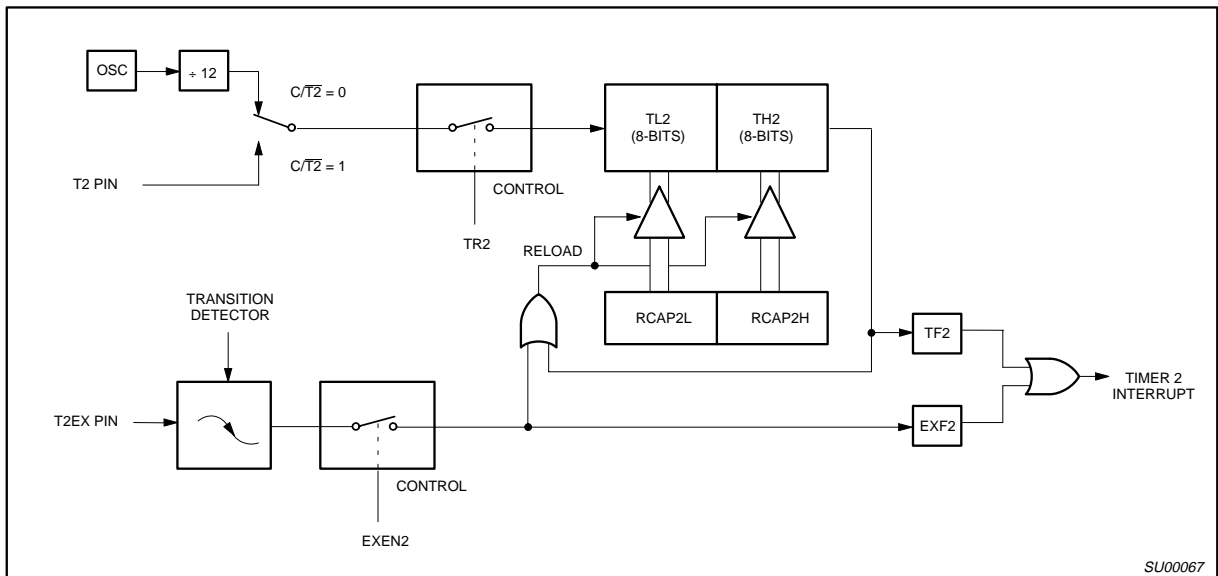 OSC
÷ 12
C/T2 = 0
C/T2 = 1
T2 PIN
TL2
(8-BITS)
TH2
(8-BITS)
CONTROL
TR2
RELOAD
TRANSITION
DETECTOR
RCAP2L
RCAP2H
TF2
TIMER 2
INTERRUPT
T2EX PIN
EXF2
CONTROL
EXEN2
SU00067